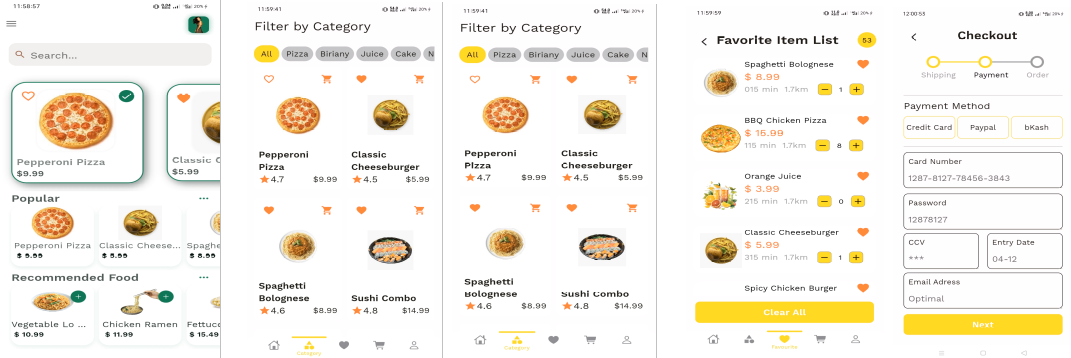 11:58:57
20%
Search...
Pepperoni Pizza
$9.99
Classic C
$5.99
Popular
Pepperoni Pizza
$ 9.99
Classic Cheese...
$ 5.99
Spaghe
$ 8.99
Recommended Food
Vegetable Lo ...
$ 10.99
Chicken Ramen
$ 11.99
Fettuc
$ 15.49
11:59:41
20%
Filter by Category
All
Pizza
Biriany
Juice
Cake
N
Pepperoni
Pizza
4.7
$9.99
Classic
Cheeseburger
4.5
$5.99
Spaghetti
Bolognese
4.6
$8.99
Sushi Combo
4.8
$14.99
Category
11:59:41
20%
Filter by Category
All
Pizza
Biriany
Juice
Cake
N
Pepperoni
Pizza
4.7
$9.99
Classic
Cheeseburger
4.5
$5.99
Spaghetti
Bolognese
4.6
$8.99
Sushi Combo
4.8
$14.99
Category
11:59:59
20%
Favorite Item List
53
Spaghetti Bolognese
$ 8.99
015 min 1.7km
1
BBQ Chicken Pizza
$ 15.99
115 min 1.7km
8
Orange Juice
$ 3.99
215 min 1.7km
0
Classic Cheeseburger
$ 5.99
315 min 1.7km
1
Spicy Chicken Burger
Clear All
Favourite
12:00:53
20%
Checkout
Shipping
Payment
Order
Payment Method
Credit Card
Paypal
bKash
Card Number
1287-8127-78456-3843
Password
12878127
CCV
***
Entry Date
04-12
Email Adress
Optimal
Next